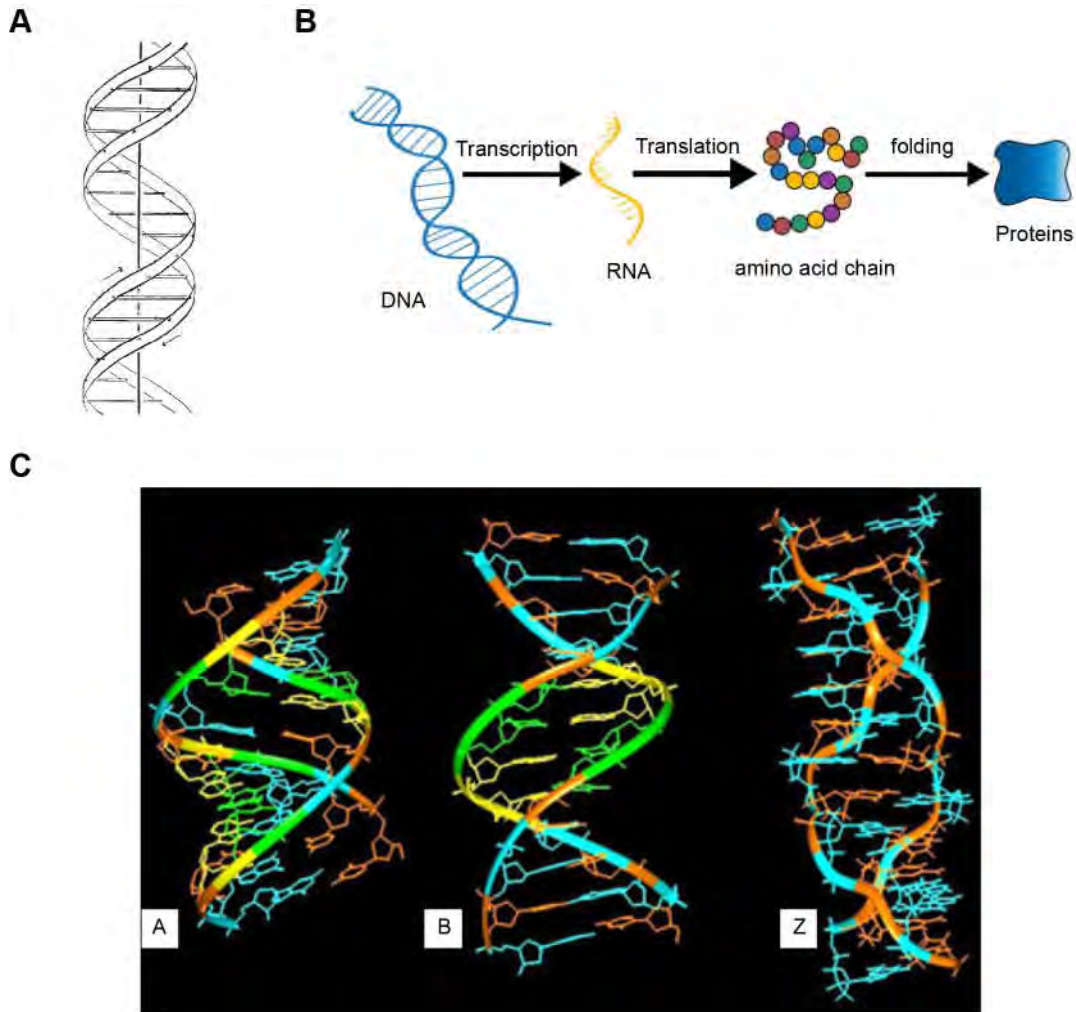 A
B
Transcription
Translation
folding
DNA
RNA
amino acid chain
Proteins
C
A
B
Z